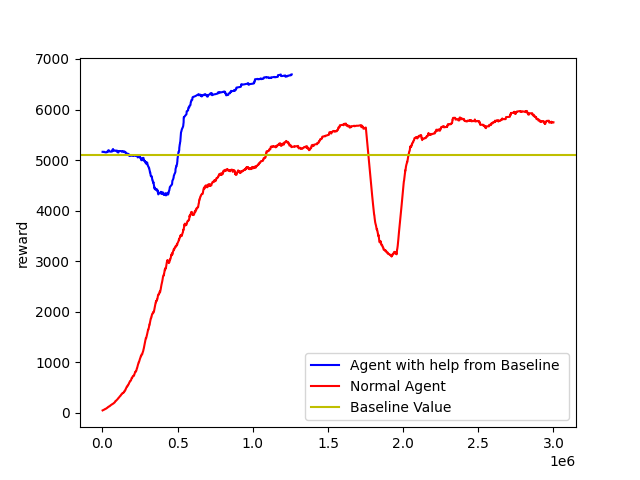 7000
6000
5000
4000
3000
2000
1000
0
reward
Agent with help from Baseline
Normal Agent
Baseline Value
0.0 0.5 1.0 1.5 2.0 2.5 3.0
1e6